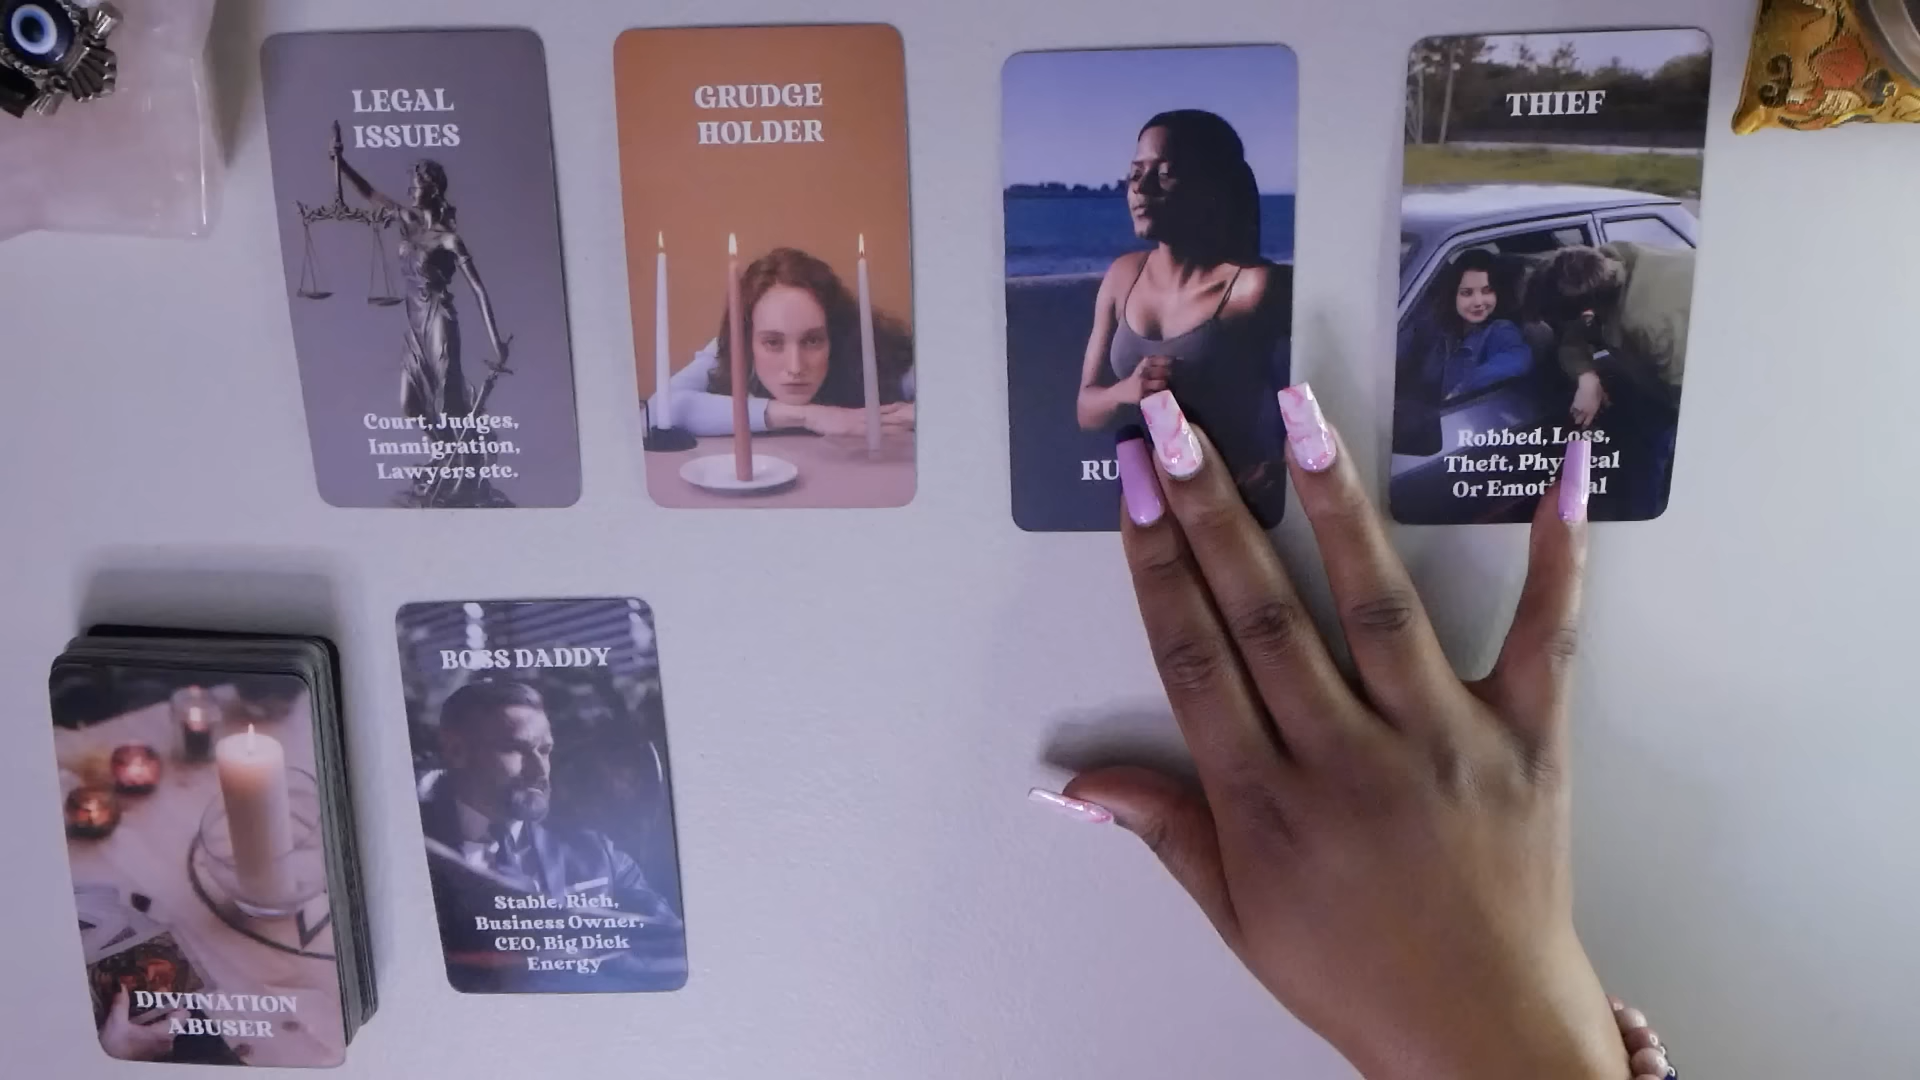 LEGAL
ISSUES
Court, Judges,
Immigration,
Lawyers etc.
GRUDGE
HOLDER
THIEF
Robbed, Loss,
Or
BOSS DADDY
Stable, Rich,
Business Owner,
CEO, Big Dick
Energy
DIVINATION
ABUSER